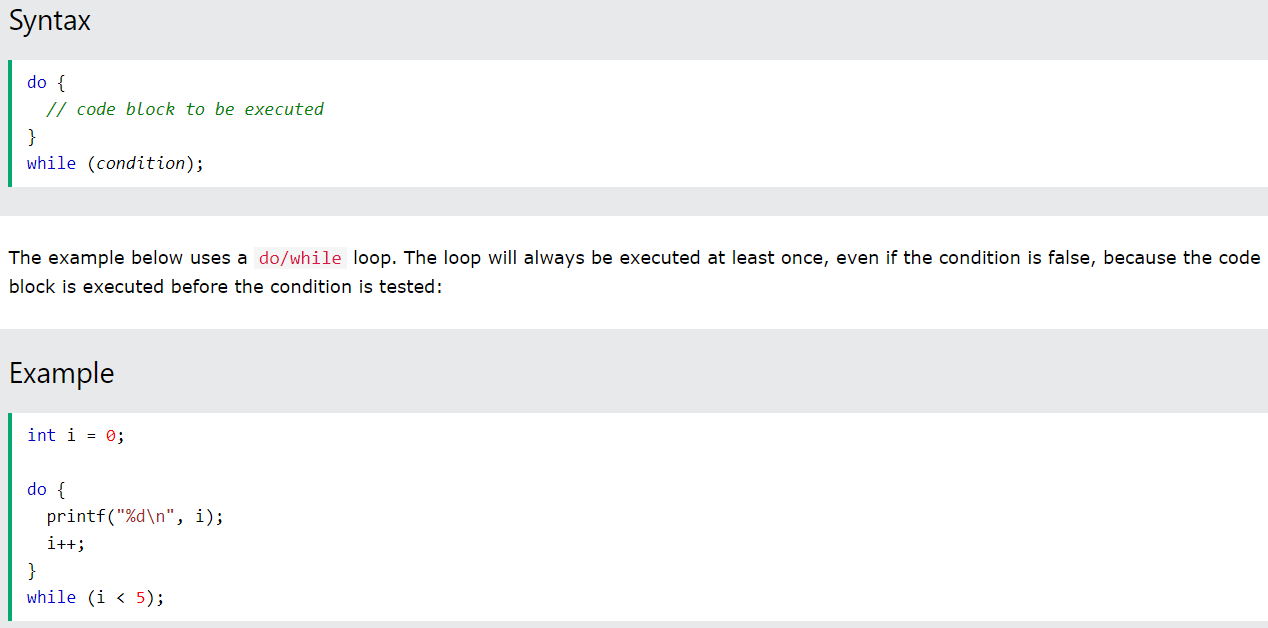 Syntax
do {
  // code block to be executed
}
while (condition);
The example below uses a do/while loop. The loop will always be executed at least once, even if the condition is false, because the code
block is executed before the condition is tested:
Example
int i = 0;
do {
  printf("%d\n", i);
  i++;
}
while (i < 5);